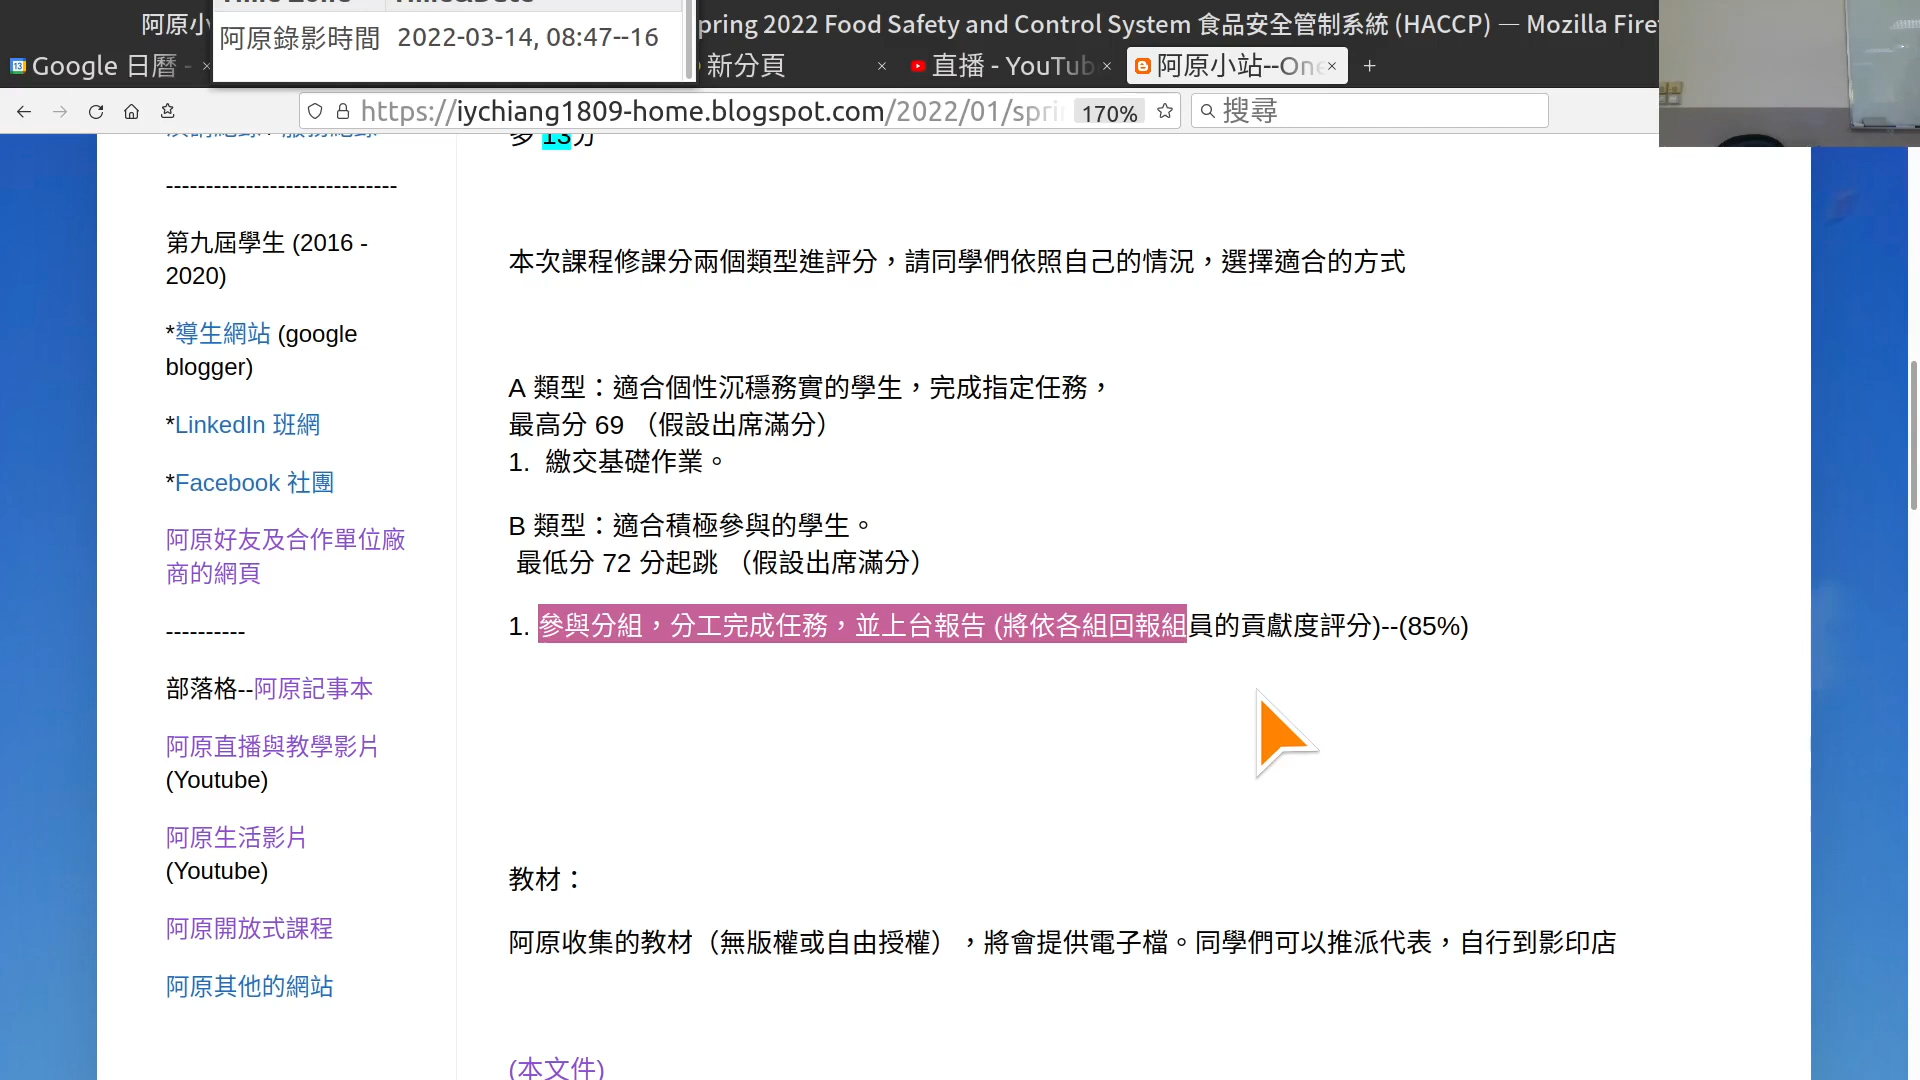 阿原小
pring 2022 Food Safety and Control System 食品安全管制系統 (HACCP) — Mozilla Fire
阿原錄影時間 2022-03-14, 08:47--16
Google 日曆 -
新分頁
直播 - YouTub
阿原小站--One
https://iychiang1809-home.blogspot.com/2022/01/spri
170%
搜尋
-----------------------------
第九屆學生 (2016 -
2020)
*導生網站 (google
blogger)
*LinkedIn 班網
*Facebook 社團
阿原好友及合作單位廠
商的網頁
----------
部落格--阿原記事本
阿原直播與教學影片
(Youtube)
阿原生活影片
(Youtube)
阿原開放式課程
阿原其他的網站
多 13分
本次課程修課分兩個類型進評分，請同學們依照自己的情況，選擇適合的方式
A 類型：適合個性沉穩務實的學生，完成指定任務，
最高分 69 （假設出席滿分）
1. 繳交基礎作業。
B 類型：適合積極參與的學生。
最低分 72 分起跳 （假設出席滿分）
1. 參與分組，分工完成任務，並上台報告 (將依各組回報組員的貢獻度評分)--(85%)
教材：
阿原收集的教材（無版權或自由授權），將會提供電子檔。同學們可以推派代表，自行到影印店
(本文件)